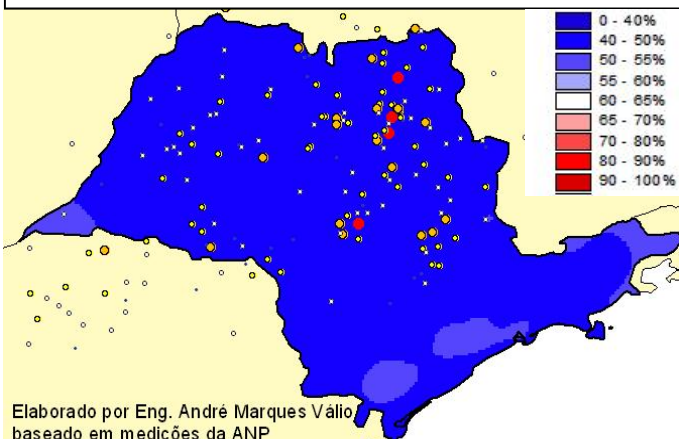 0 - 40%
40 - 50%
50 - 55%
55 - 60%
60 - 65%
65 - 70%
70 - 80%
80 - 90%
90 - 100%
Elaborado por Eng. André Marques Válio
baseado em medições da ANP